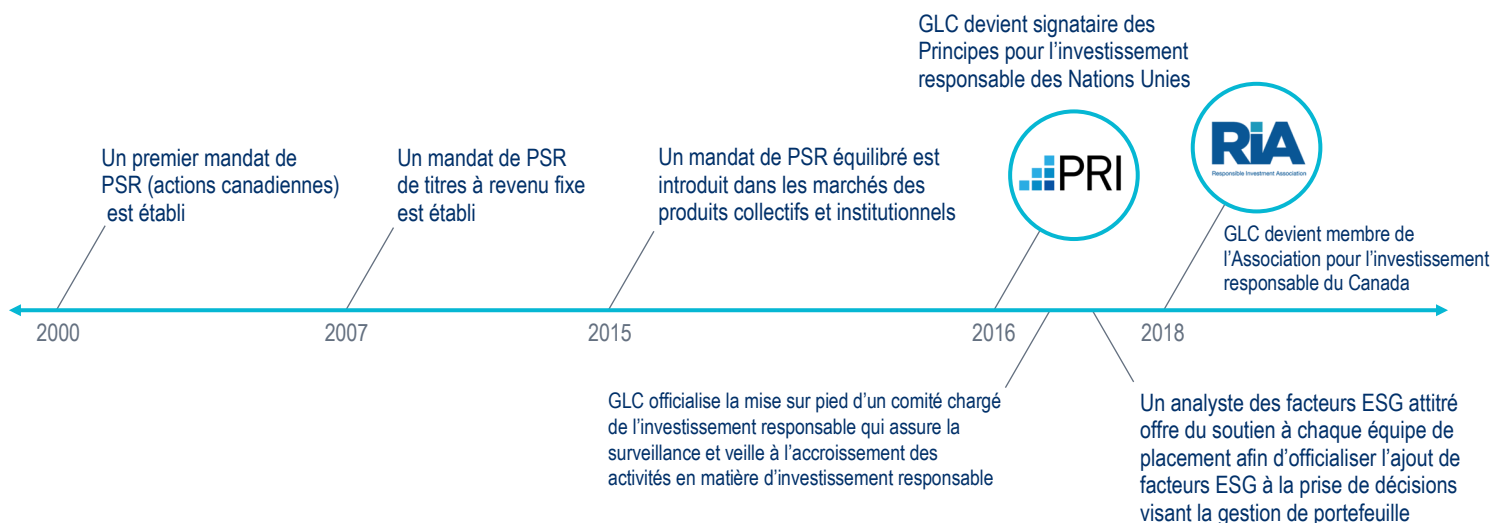 GLC devient signataire des
Principes pour l’investissement
responsable des Nations Unies
PRI
RiA
Responsible Investment Association
Un premier mandat de
PSR (actions canadiennes)
est établi
Un mandat de PSR
de titres à revenu fixe
est établi
Un mandat de PSR équilibré est
introduit dans les marchés des
produits collectifs et institutionnels
GLC devient membre de
l’Association pour l’investissement
responsable du Canada
2000
2007
2015
2016
2018
GLC officialise la mise sur pied d’un comité chargé
de l’investissement responsable qui assure la
surveillance et veille à l’accroissement des
activités en matière d’investissement responsable
Un analyste des facteurs ESG attitré
offre du soutien à chaque équipe de
placement afin d’officialiser l’ajout de
facteurs ESG à la prise de décisions
visant la gestion de portefeuille